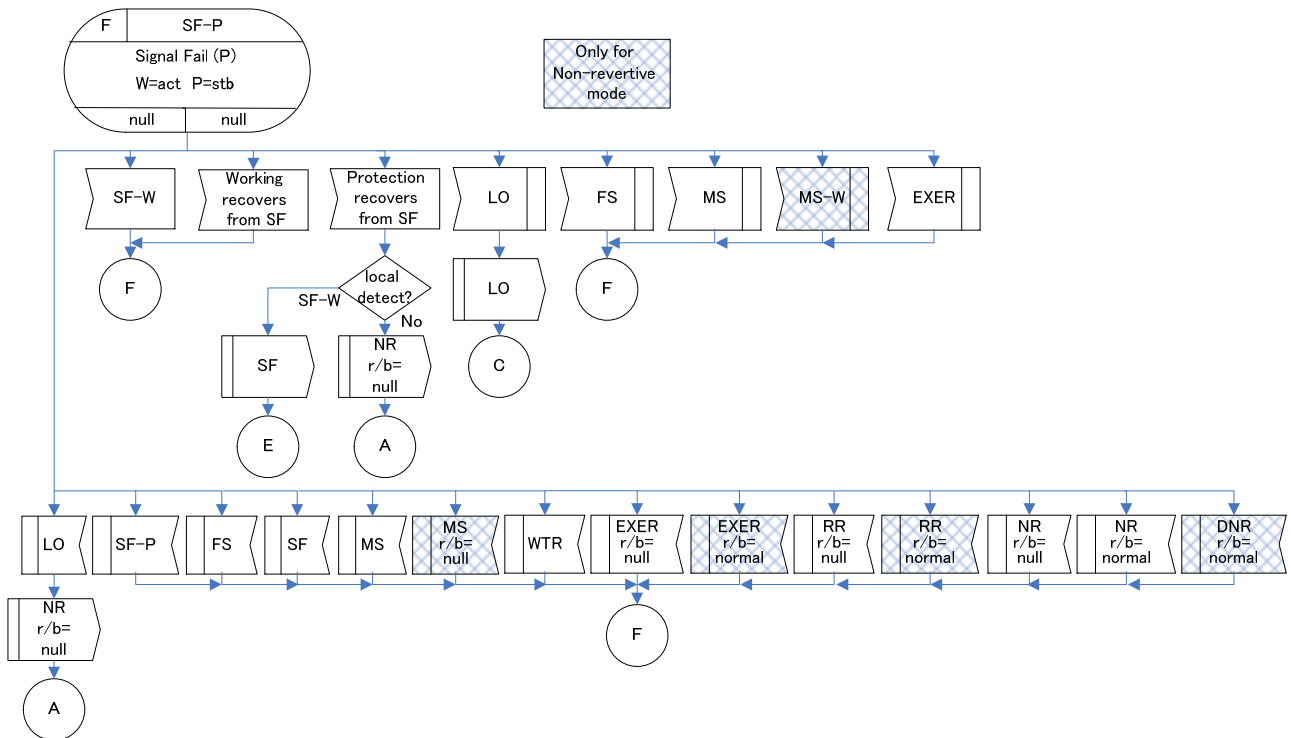 F
SF-P
Signal Fail (P)
W=act P=stb
null
null
Only for
Non-revertive
mode
SF-W
Working
recovers
from SF
Protection
recovers
from SF
LO
FS
MS
MS-W
EXER
F
local
detect?
SF-W
No
LO
F
SF
NR
r/b=
null
C
E
A
LO
SF-P
FS
SF
MS
MS
r/b=
null
WTR
EXER
r/b=
null
EXER
r/b=
normal
RR
r/b=
null
RR
r/b=
normal
NR
r/b=
null
NR
r/b=
normal
DNR
r/b=
normal
NR
r/b=
null
F
A